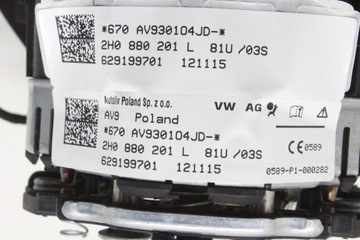 *670 AV930104JD-*
2H0 880 201 L 81U /03S
629199701 121115
Autoliv Poland Sp. z o.o.
AV9 Poland
*670 AV930104JD-*
2H0 880 201 L 81U /03S
629199701 121115
VW AG
CE 0589
0589-P1-000282